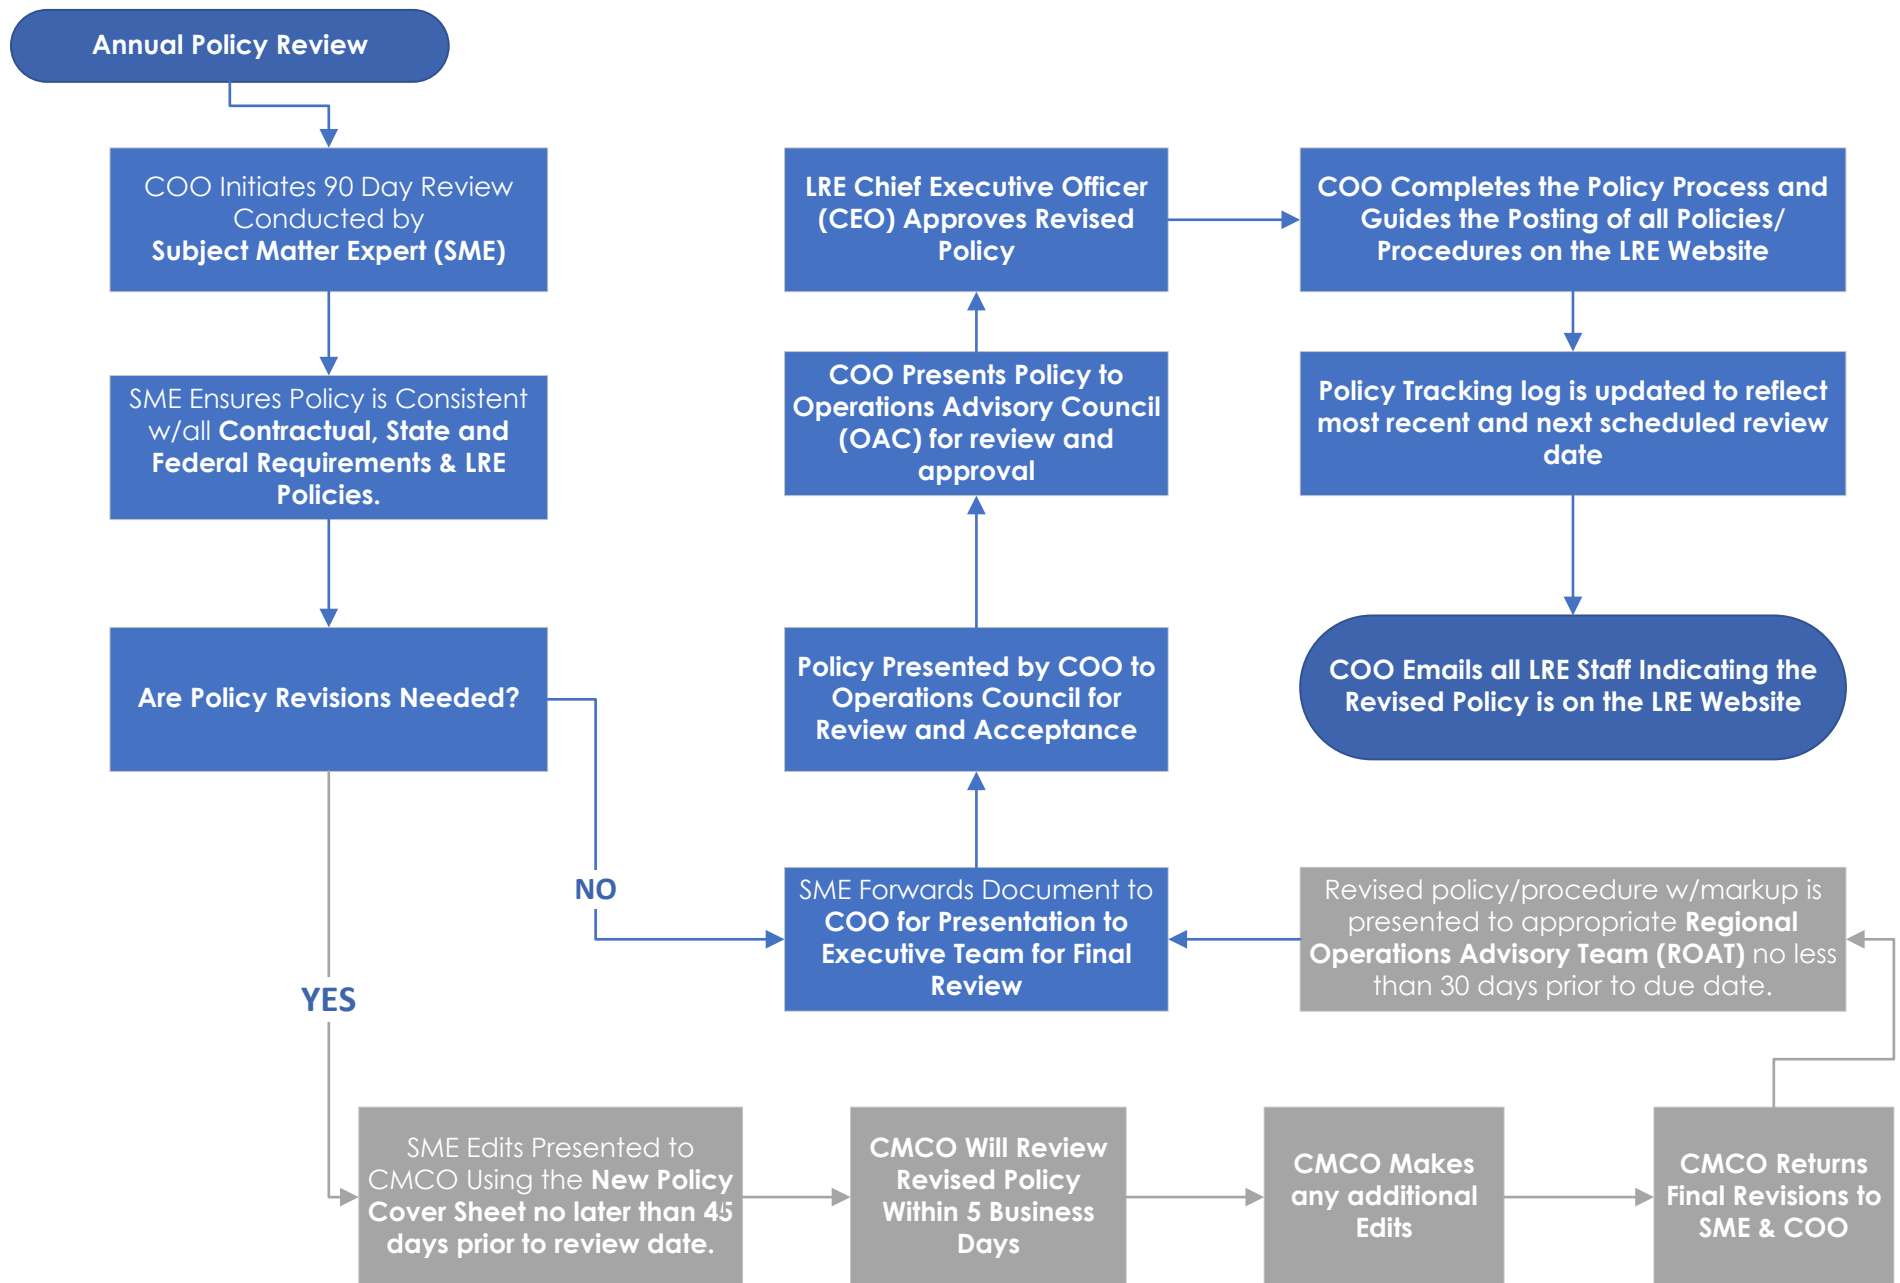 Annual Policy Review
COO Initiates 90 Day Review
Conducted by
Subject Matter Expert (SME)
SME Ensures Policy is Consistent
w/all Contractual, State and
Federal Requirements & LRE
Policies.
Are Policy Revisions Needed?
NO
YES
SME Edits Presented to
CMCO Using the New Policy
Cover Sheet no later than 45
days prior to review date.
CMCO Will Review
Revised Policy
Within 5 Business
Days
CMCO Makes
any additional
Edits
CMCO Returns
Final Revisions to
SME & COO
Revised policy/procedure w/markup is
presented to appropriate Regional
Operations Advisory Team (ROAT) no less
than 30 days prior to due date.
SME Forwards Document to
COO for Presentation to
Executive Team for Final
Review
Policy Presented by COO to
Operations Council for
Review and Acceptance
COO Presents Policy to
Operations Advisory Council
(OAC) for review and
approval
LRE Chief Executive Officer
(CEO) Approves Revised
Policy
COO Completes the Policy Process and
Guides the Posting of all Policies/
Procedures on the LRE Website
Policy Tracking log is updated to reflect
most recent and next scheduled review
date
COO Emails all LRE Staff Indicating the
Revised Policy is on the LRE Website